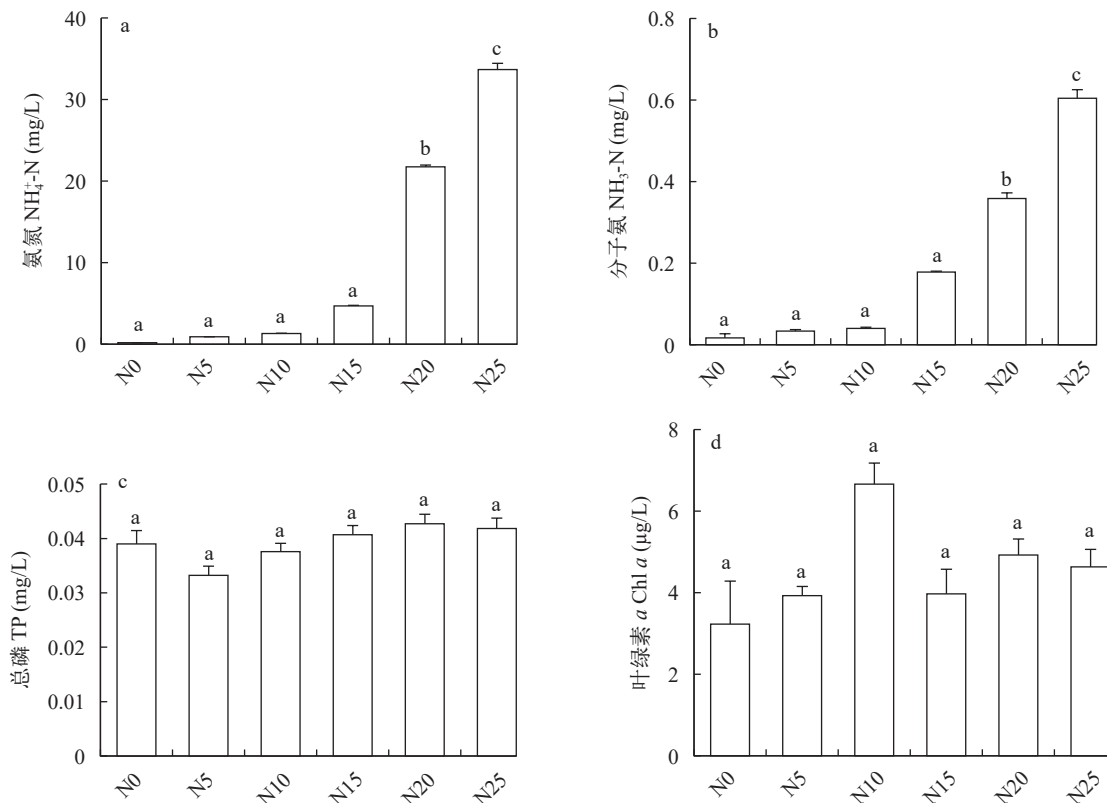 a
氨氮 NH₄⁺-N (mg/L)
40
30
20
10
0
a
a
a
a
b
c
N0
N5
N10
N15
N20
N25
b
分子氨 NH₃-N (mg/L)
0.8
0.6
0.4
0.2
0
a
a
a
a
b
c
N0
N5
N10
N15
N20
N25
c
总磷 TP (mg/L)
0.05
0.04
0.03
0.02
0.01
0
a
a
a
a
a
a
N0
N5
N10
N15
N20
N25
d
叶绿素 a Chl a (μg/L)
8
6
4
2
0
a
a
a
a
a
a
N0
N5
N10
N15
N20
N25